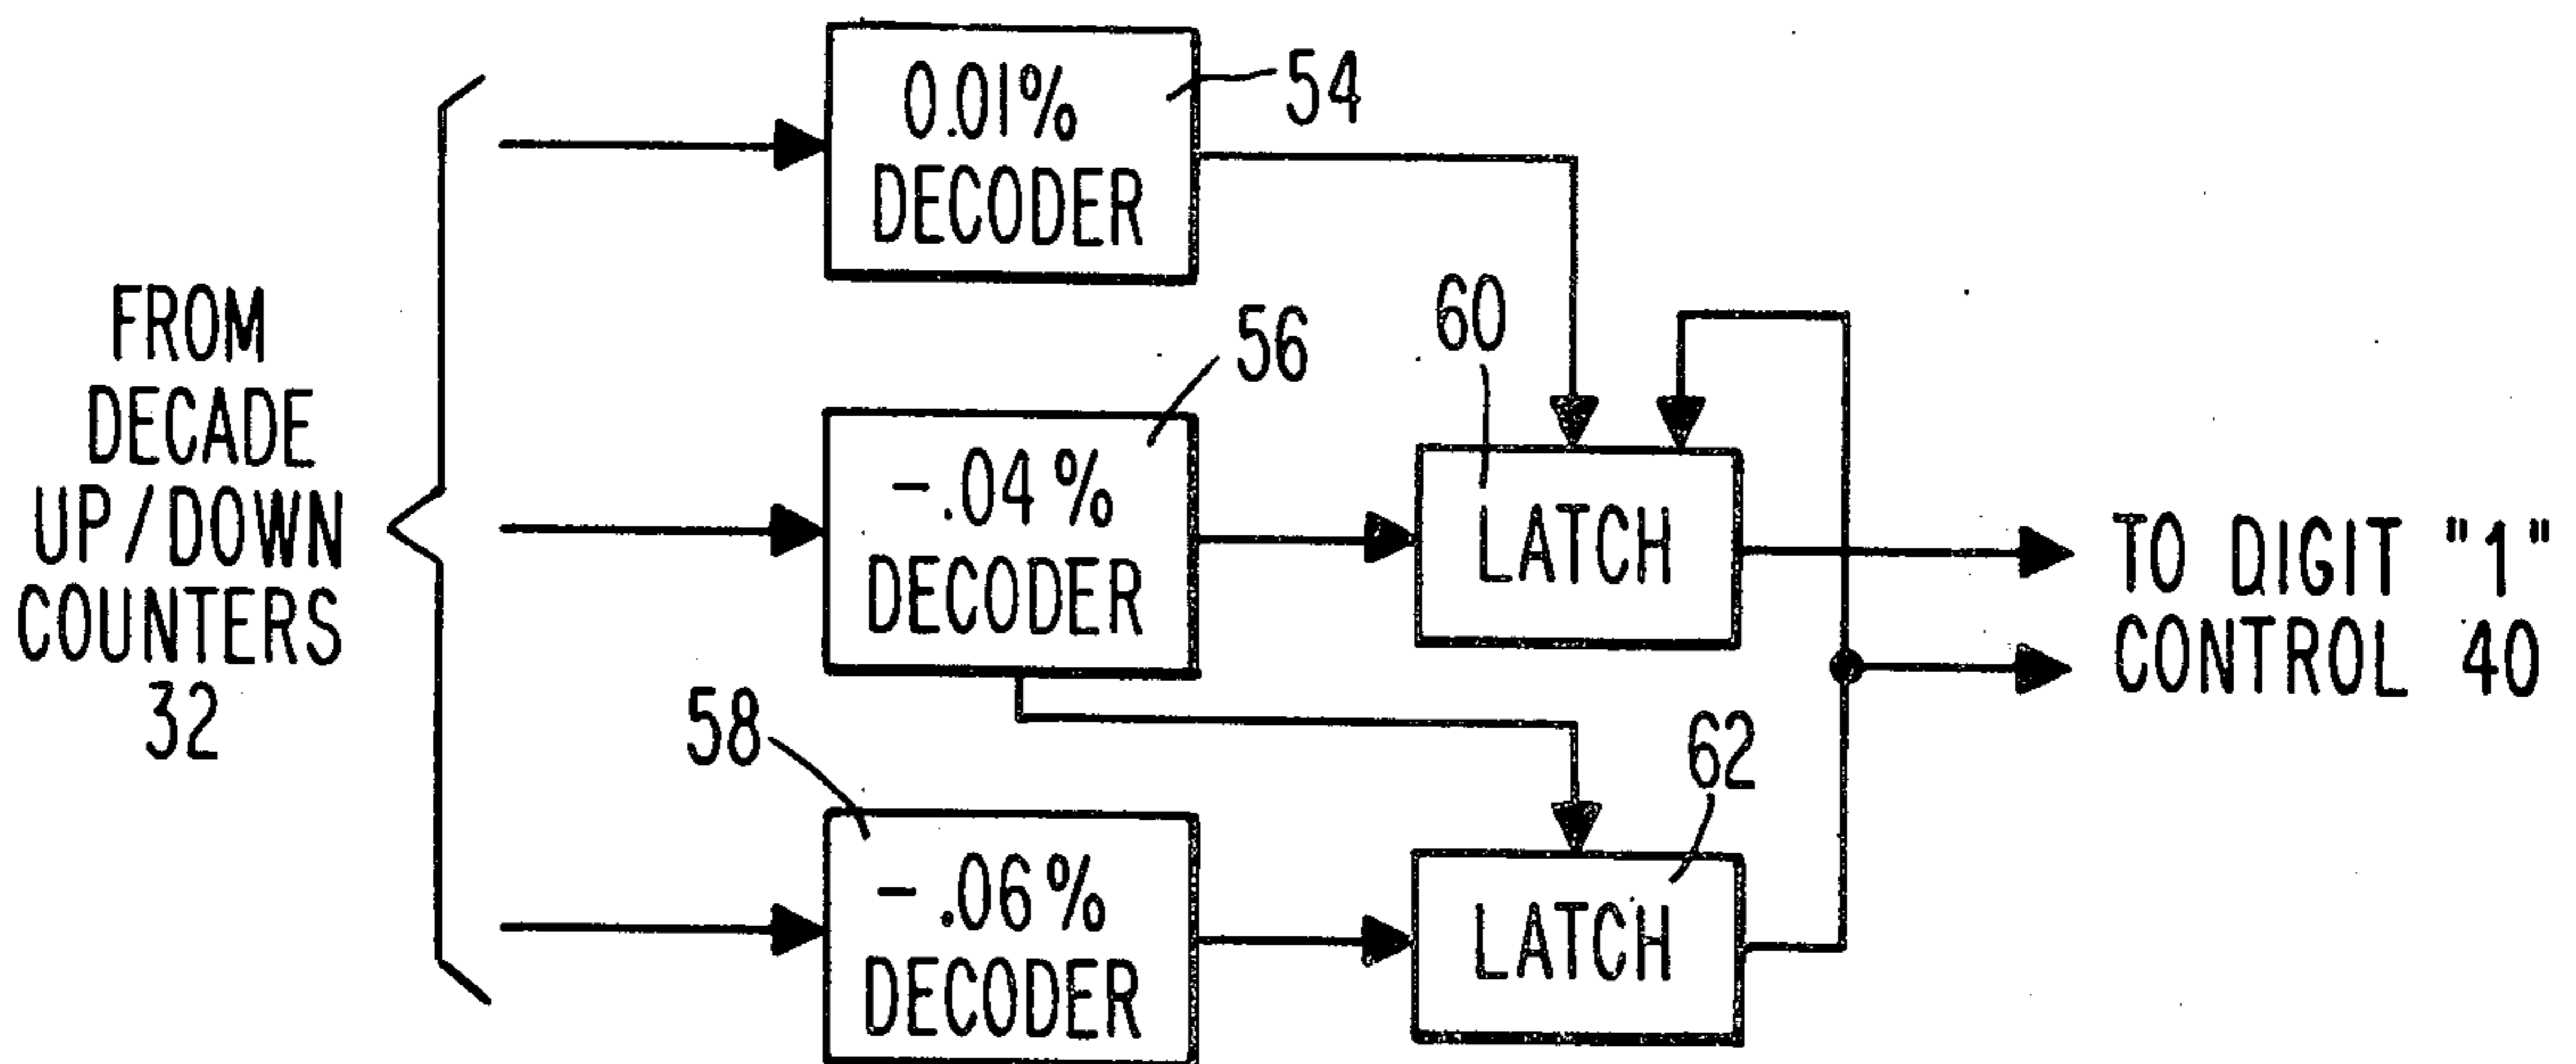 FROM
DECADE
UP/DOWN
COUNTERS
32
0.01%
DECODER
54
-.04%
DECODER
56
-.06%
DECODER
58
60
LATCH
62
LATCH
TO DIGIT "1"
CONTROL 40